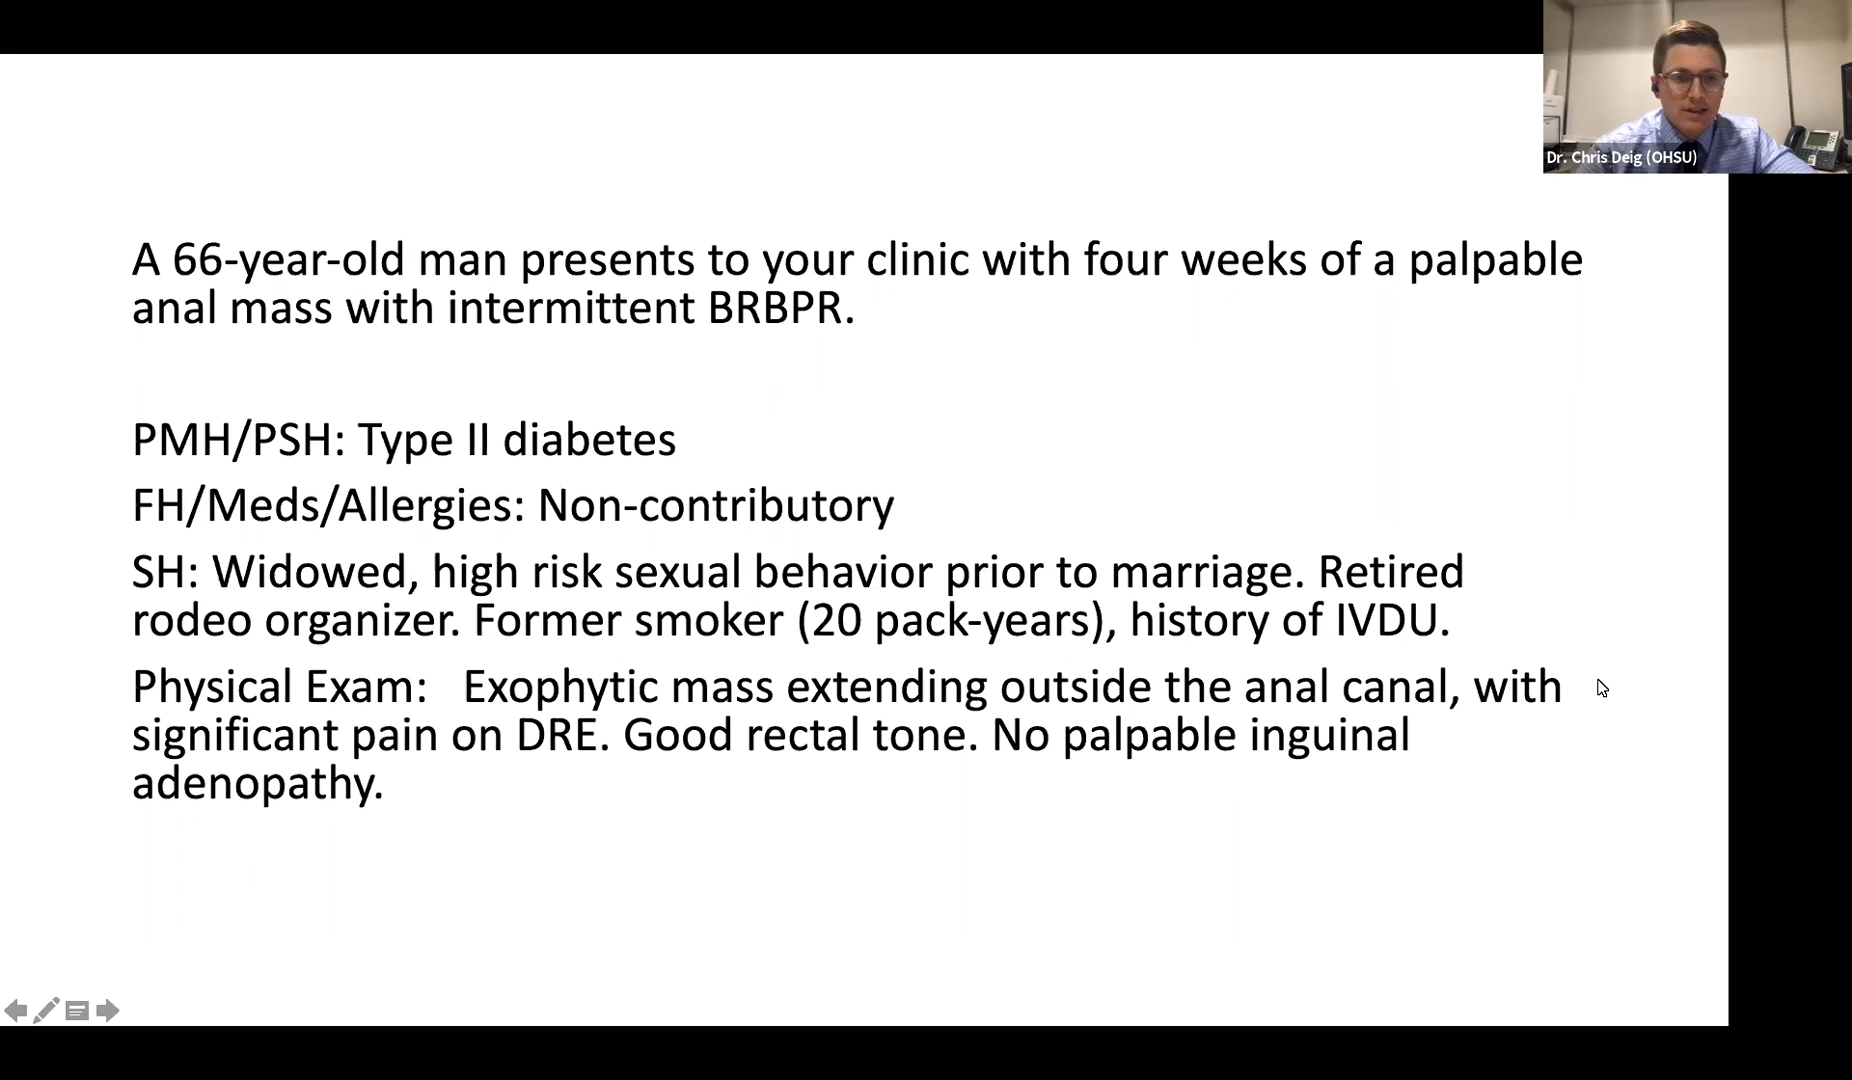 Dr. Chris Deig (OHSU)
A 66-year-old man presents to your clinic with four weeks of a palpable
anal mass with intermittent BRBPR.
PMH/PSH: Type II diabetes
FH/Meds/Allergies: Non-contributory
SH: Widowed, high risk sexual behavior prior to marriage. Retired
rodeo organizer. Former smoker (20 pack-years), history of IVDU.
Physical Exam:   Exophytic mass extending outside the anal canal, with
significant pain on DRE. Good rectal tone. No palpable inguinal
adenopathy.